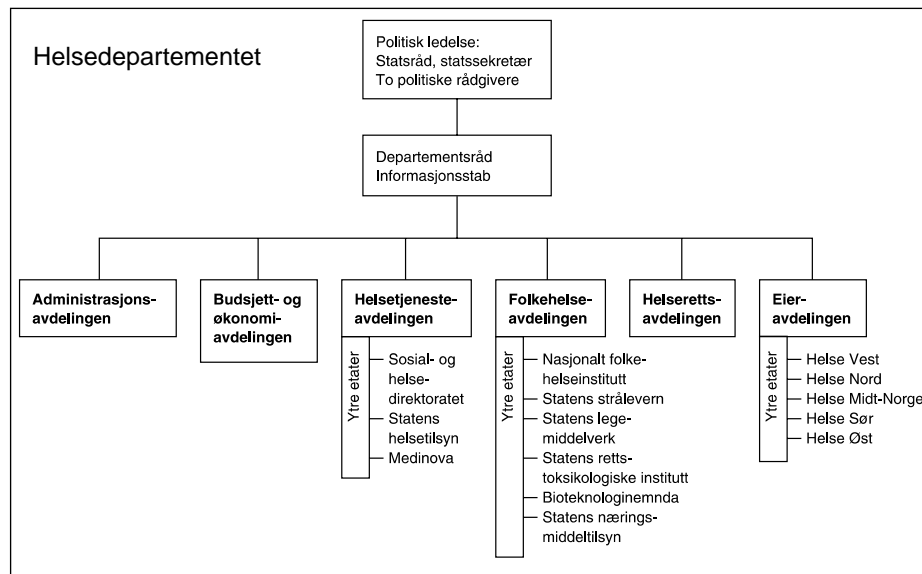 Helsedepartementet
Politisk ledelse:
Statsråd, statssekretær
To politiske rådgivere
Departementsråd
Informasjonsstab
Administrasjons-
avdelingen
Budsjett- og
økonomi-
avdelingen
Helsetjeneste-
avdelingen
Ytre etater
Sosial- og
helse-
direktoratet
Statens
helsetilsyn
Medinova
Folkehelse-
avdelingen
Ytre etater
Nasjonalt folke-
helseinstitutt
Statens strålevern
Statens lege-
middelverk
Statens retts-
toksikologiske institutt
Bioteknologinemnda
Statens nærings-
middeltilsyn
Helseretts-
avdelingen
Eier-
avdelingen
Ytre etater
Helse Vest
Helse Nord
Helse Midt-Norge
Helse Sør
Helse Øst